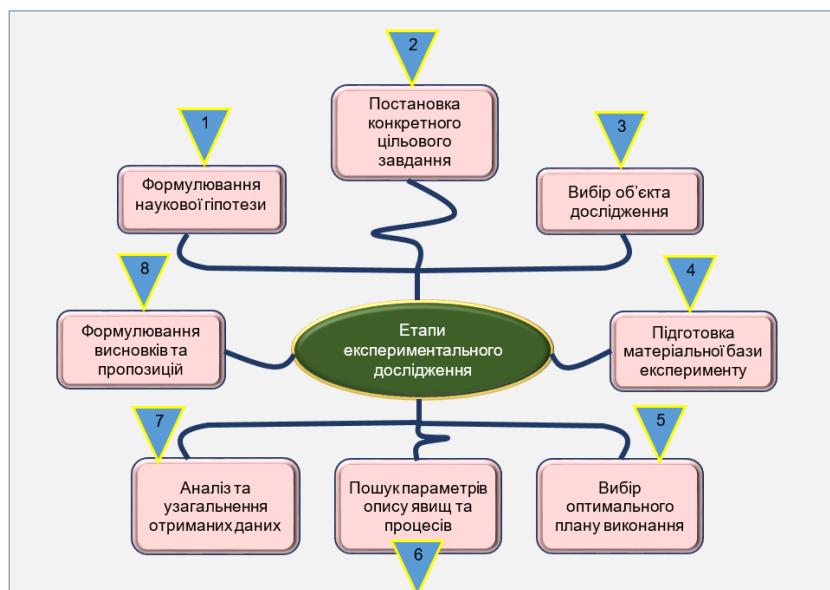 1
Формулювання
наукової гіпотези
2
Постановка
конкретного
цільового
завдання
3
Вибір об’єкта
дослідження
8
Формулювання
висновків та
пропозицій
Етапи
експериментального
дослідження
4
Підготовка
матеріальної бази
експерименту
7
Аналіз та
узагальнення
отриманих даних
Пошук параметрів
опису явищ та
процесів
6
5
Вибір
оптимального
плану виконання